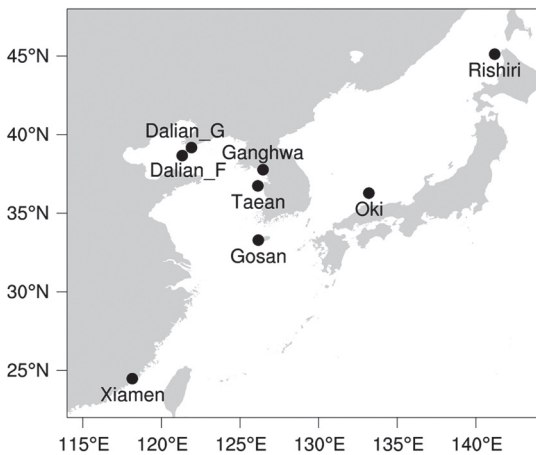 45°N
Rishiri
40°N
Dalian_G
Ganghwa
Dalian_F
Taean
35°N
Oki
Gosan
30°N
25°N
Xiamen
115°E 120°E 125°E 130°E 135°E 140°E